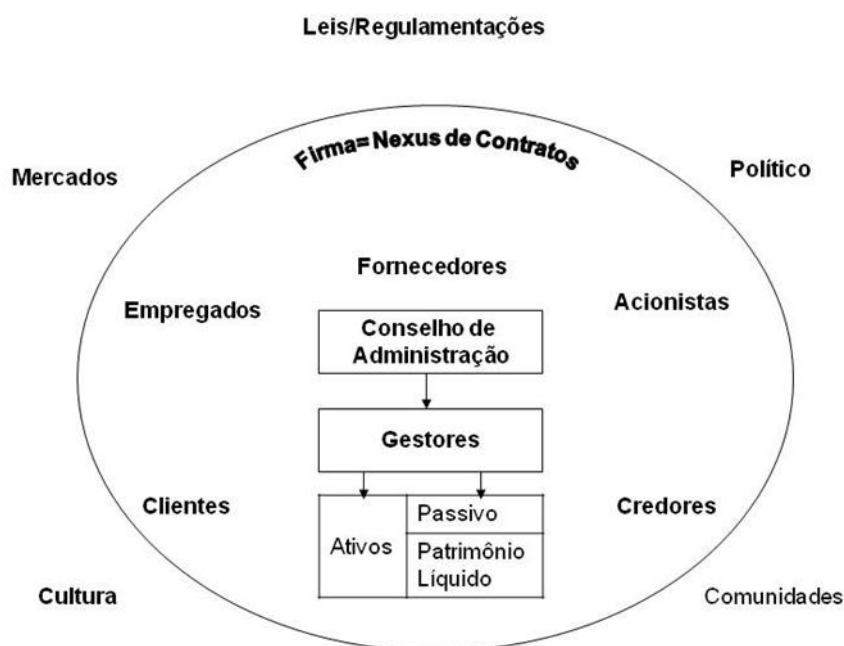 Leis/Regulamentações
Firma= Nexus de Contratos
Mercados
Político
Fornecedores
Empregados
Acionistas
Conselho de
Administração
Gestores
Clientes
Credores
Passivo
Ativos
Patrimônio
Líquido
Cultura
Comunidades